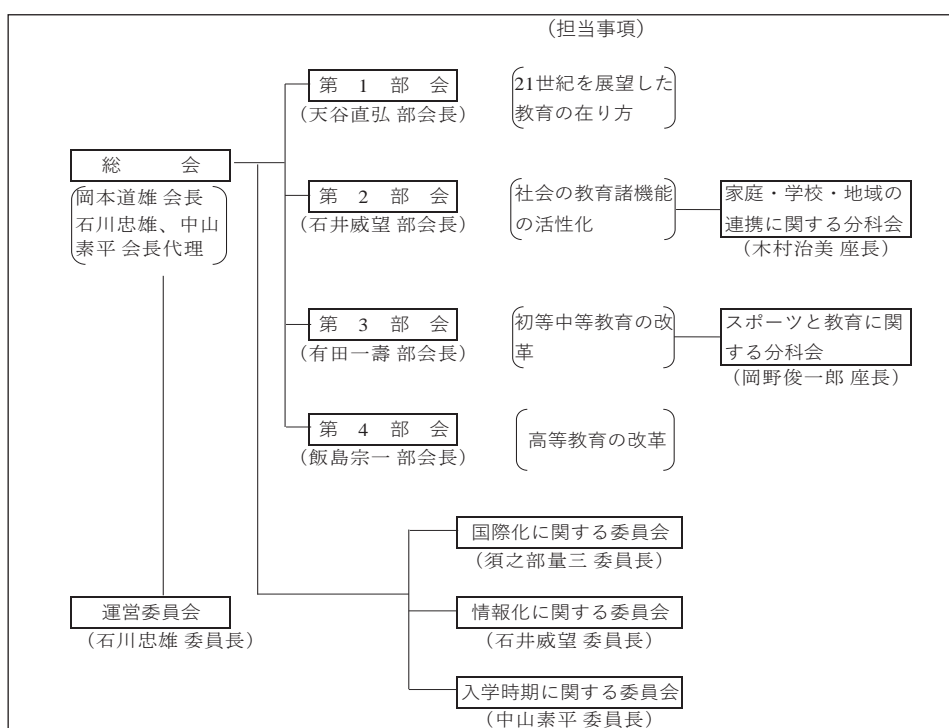 （担当事項）
第　1　部　会
（天谷直弘 部会長）
21世紀を展望した
教育の在り方
総　　　会
岡本道雄 会長
石川忠雄、中山
素平 会長代理
第　2　部　会
（石井威望 部会長）
社会の教育諸機能
の活性化
家庭・学校・地域の
連携に関する分科会
（木村治美 座長）
第　3　部　会
（有田一壽 部会長）
初等中等教育の改
革
スポーツと教育に関
する分科会
（岡野俊一郎 座長）
第　4　部　会
（飯島宗一 部会長）
高等教育の改革
運営委員会
（石川忠雄 委員長）
国際化に関する委員会
（須之部量三 委員長）
情報化に関する委員会
（石井威望 委員長）
入学時期に関する委員会
（中山素平 委員長）